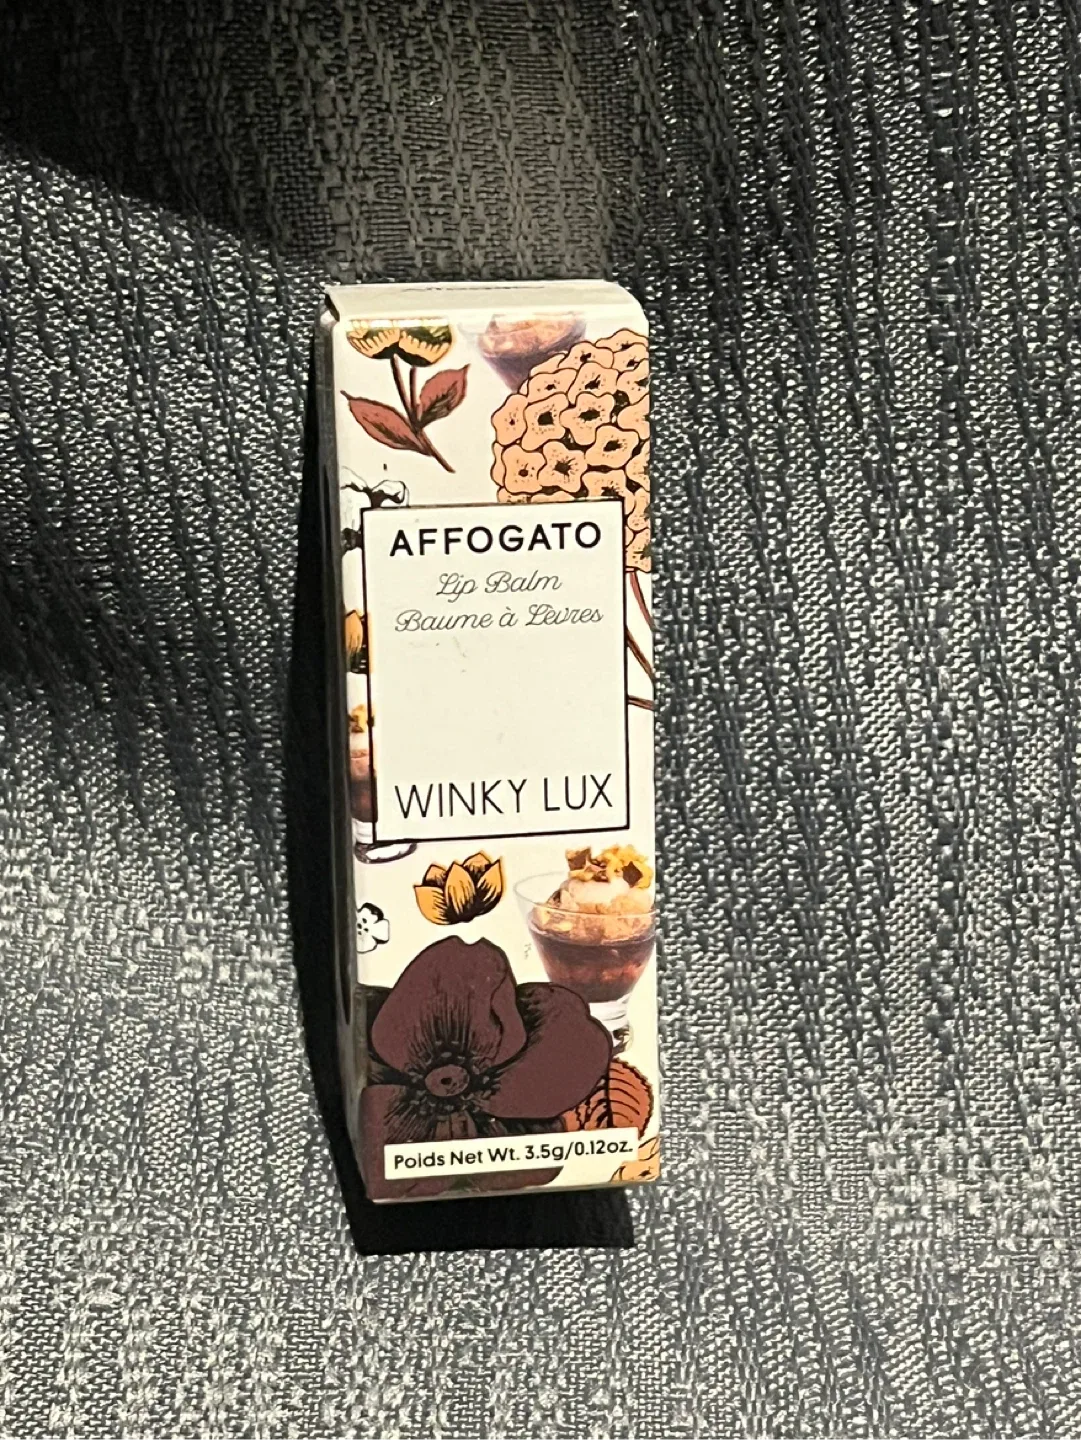 AFFOGATO
Lip Balm
Baume à Lèvres
WINKY LUX
Poids Net Wt. 3.5g/0.12oz.